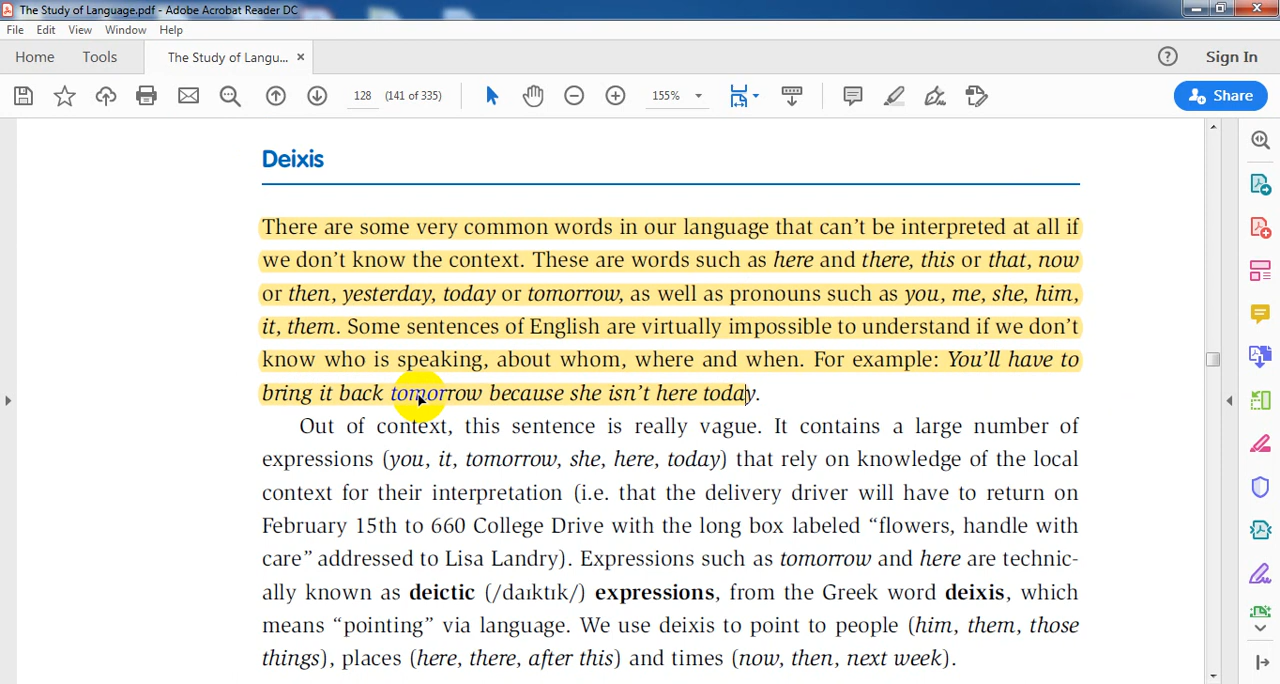 The Study of Language.pdf - Adobe Acrobat Reader DC
File Edit View Window Help
Home Tools The Study of Langu... × ? Sign In
128 (141 of 335) 155% Share
Deixis
There are some very common words in our language that can't be interpreted at all if
we don't know the context. These are words such as here and there, this or that, now
or then, yesterday, today or tomorrow, as well as pronouns such as you, me, she, him,
it, them. Some sentences of English are virtually impossible to understand if we don't
know who is speaking, about whom, where and when. For example: You'll have to
bring it back tomorrow because she isn't here today.
Out of context, this sentence is really vague. It contains a large number of
expressions (you, it, tomorrow, she, here, today) that rely on knowledge of the local
context for their interpretation (i.e. that the delivery driver will have to return on
February 15th to 660 College Drive with the long box labeled “flowers, handle with
care” addressed to Lisa Landry). Expressions such as tomorrow and here are technic-
ally known as deictic (/daɪktɪk/) expressions, from the Greek word deixis, which
means “pointing” via language. We use deixis to point to people (him, them, those
things), places (here, there, after this) and times (now, then, next week).